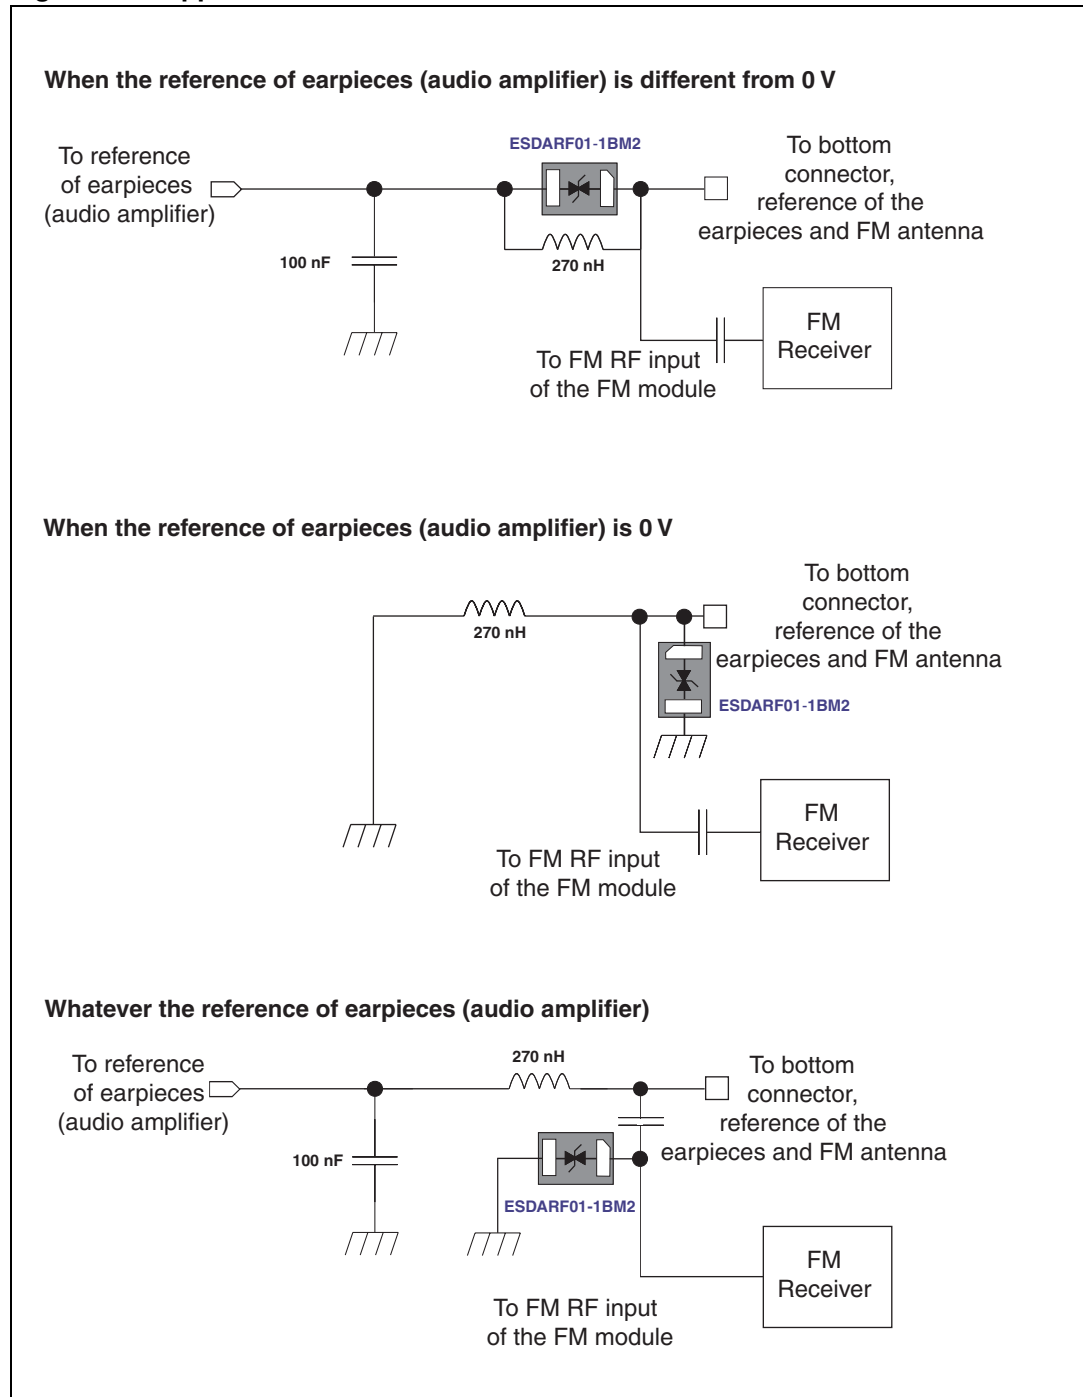 When the reference of earpieces (audio amplifier) is different from 0 V
ESDARF01-1BM2
To reference
of earpieces
(audio amplifier)
To bottom
connector,
reference of the
earpieces and FM antenna
100 nF
270 nH
FM
Receiver
To FM RF input
of the FM module
When the reference of earpieces (audio amplifier) is 0 V
270 nH
To bottom
connector,
reference of the
earpieces and FM antenna
ESDARF01-1BM2
FM
Receiver
To FM RF input
of the FM module
Whatever the reference of earpieces (audio amplifier)
To reference
of earpieces
(audio amplifier)
270 nH
To bottom
connector,
reference of the
earpieces and FM antenna
100 nF
ESDARF01-1BM2
FM
Receiver
To FM RF input
of the FM module